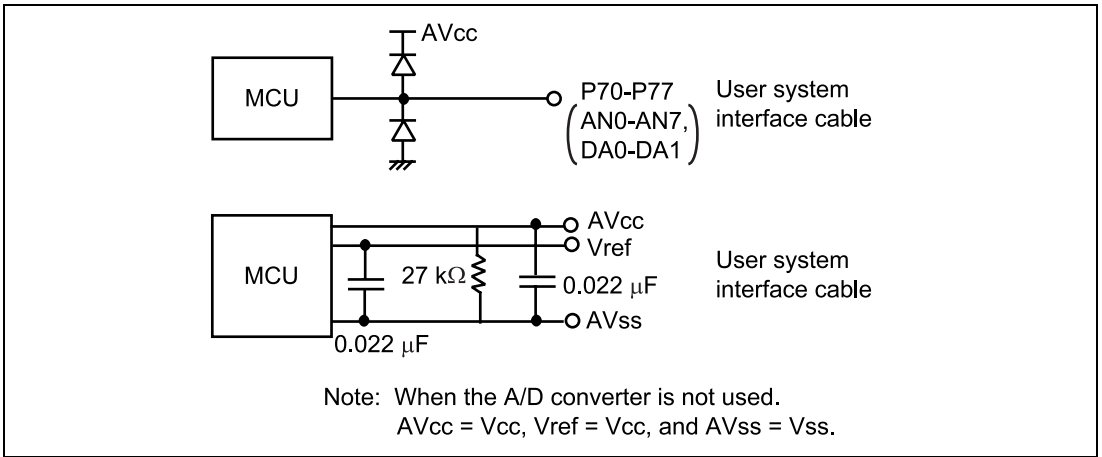 AVcc
MCU
P70-P77
(AN0-AN7,
DA0-DA1)
User system
interface cable
AVcc
Vref
MCU
27 kΩ
0.022 μF
User system
interface cable
AVss
0.022 μF
Note: When the A/D converter is not used.
AVcc = Vcc, Vref = Vcc, and AVss = Vss.